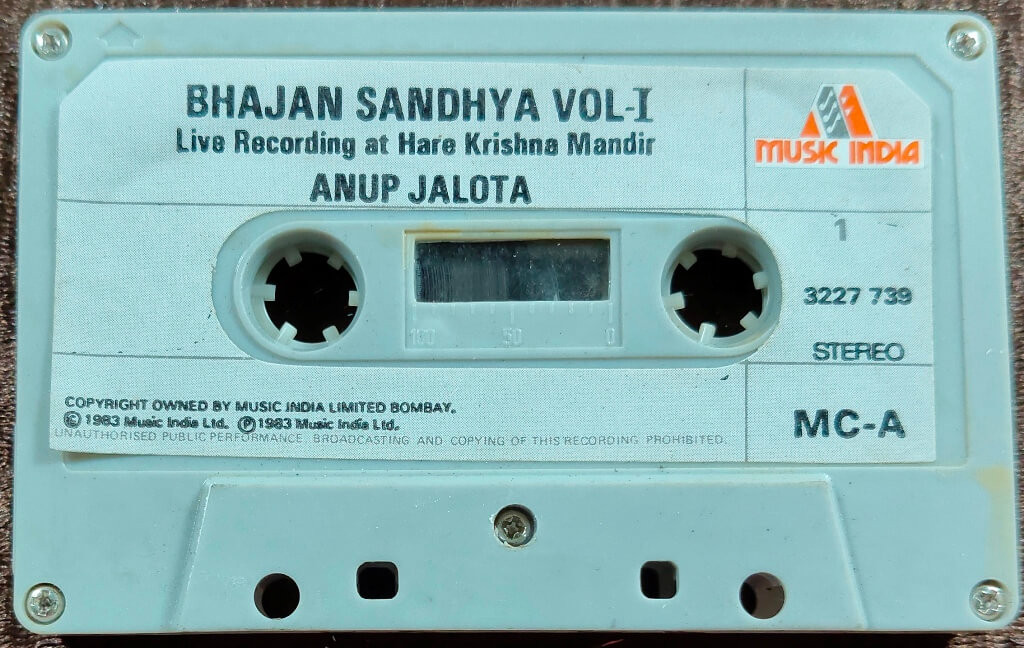 BHAJAN SANDHYA VOL-I
Live Recording at Hare Krishna Mandir
ANUP JALOTA
MUSIC INDIA
1
3227 739
STEREO
100 50 0
COPYRIGHT OWNED BY MUSIC INDIA LIMITED BOMBAY.
© 1983 Music India Ltd. ℗ 1983 Music India Ltd.
UNAUTHORISED PUBLIC PERFORMANCE BROADCASTING AND COPYING OF THIS RECORDING PROHIBITED.
MC-A